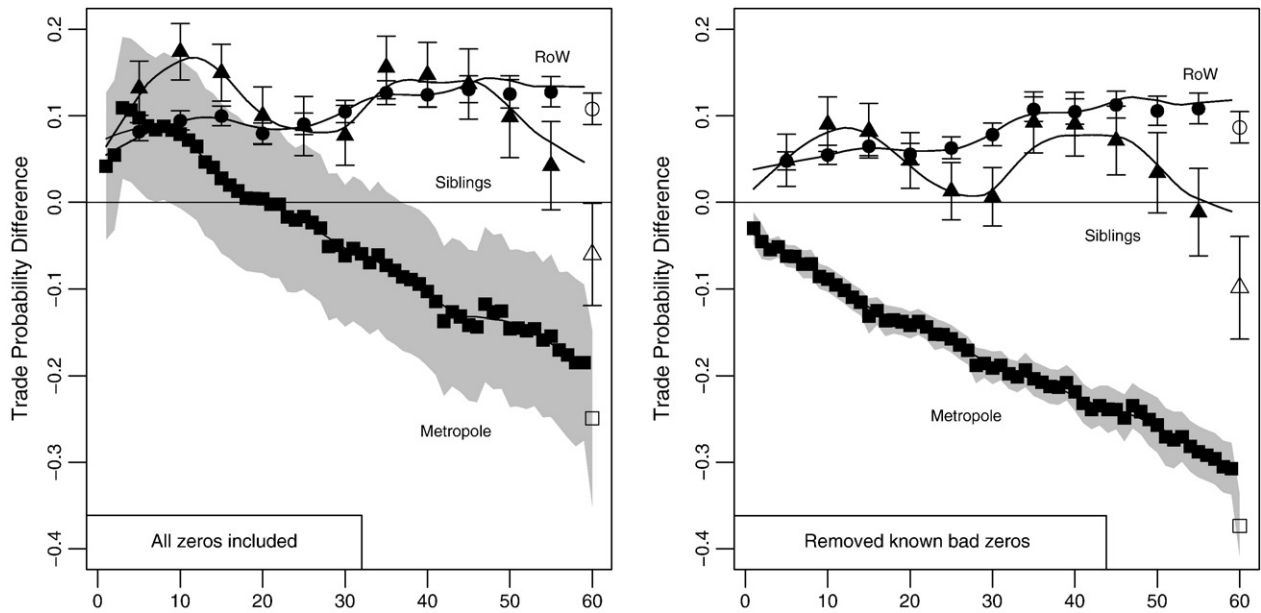 Trade Probability Difference
0.2
0.1
0.0
−0.1
−0.2
−0.3
−0.4
RoW
Siblings
Metropole
All zeros included
0 10 20 30 40 50 60
Trade Probability Difference
0.2
0.1
0.0
−0.1
−0.2
−0.3
−0.4
RoW
Siblings
Metropole
Removed known bad zeros
0 10 20 30 40 50 60